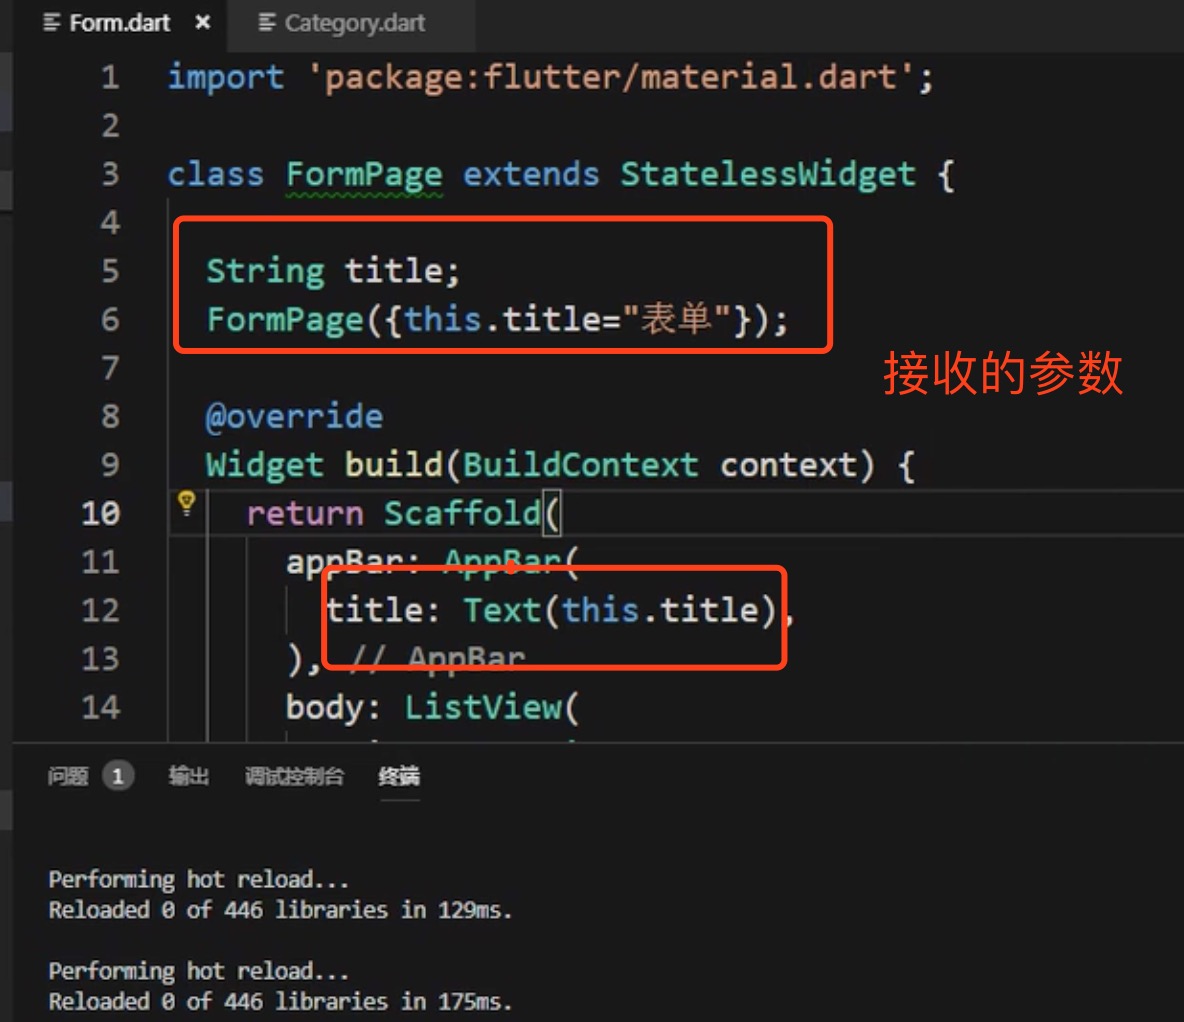 Form.dart × Category.dart
1 import 'package:flutter/material.dart';
2
3 class FormPage extends StatelessWidget {
4
5 String title;
6 FormPage({this.title="表单"});
7
接收的参数
8 @override
9 Widget build(BuildContext context) {
10 return Scaffold(
11 appBar: AppBar(
12 title: Text(this.title),
13 ), // AppBar
14 body: ListView(
问题 1 输出 调试控制台 终端
Performing hot reload...
Reloaded 0 of 446 libraries in 129ms.
Performing hot reload...
Reloaded 0 of 446 libraries in 175ms.